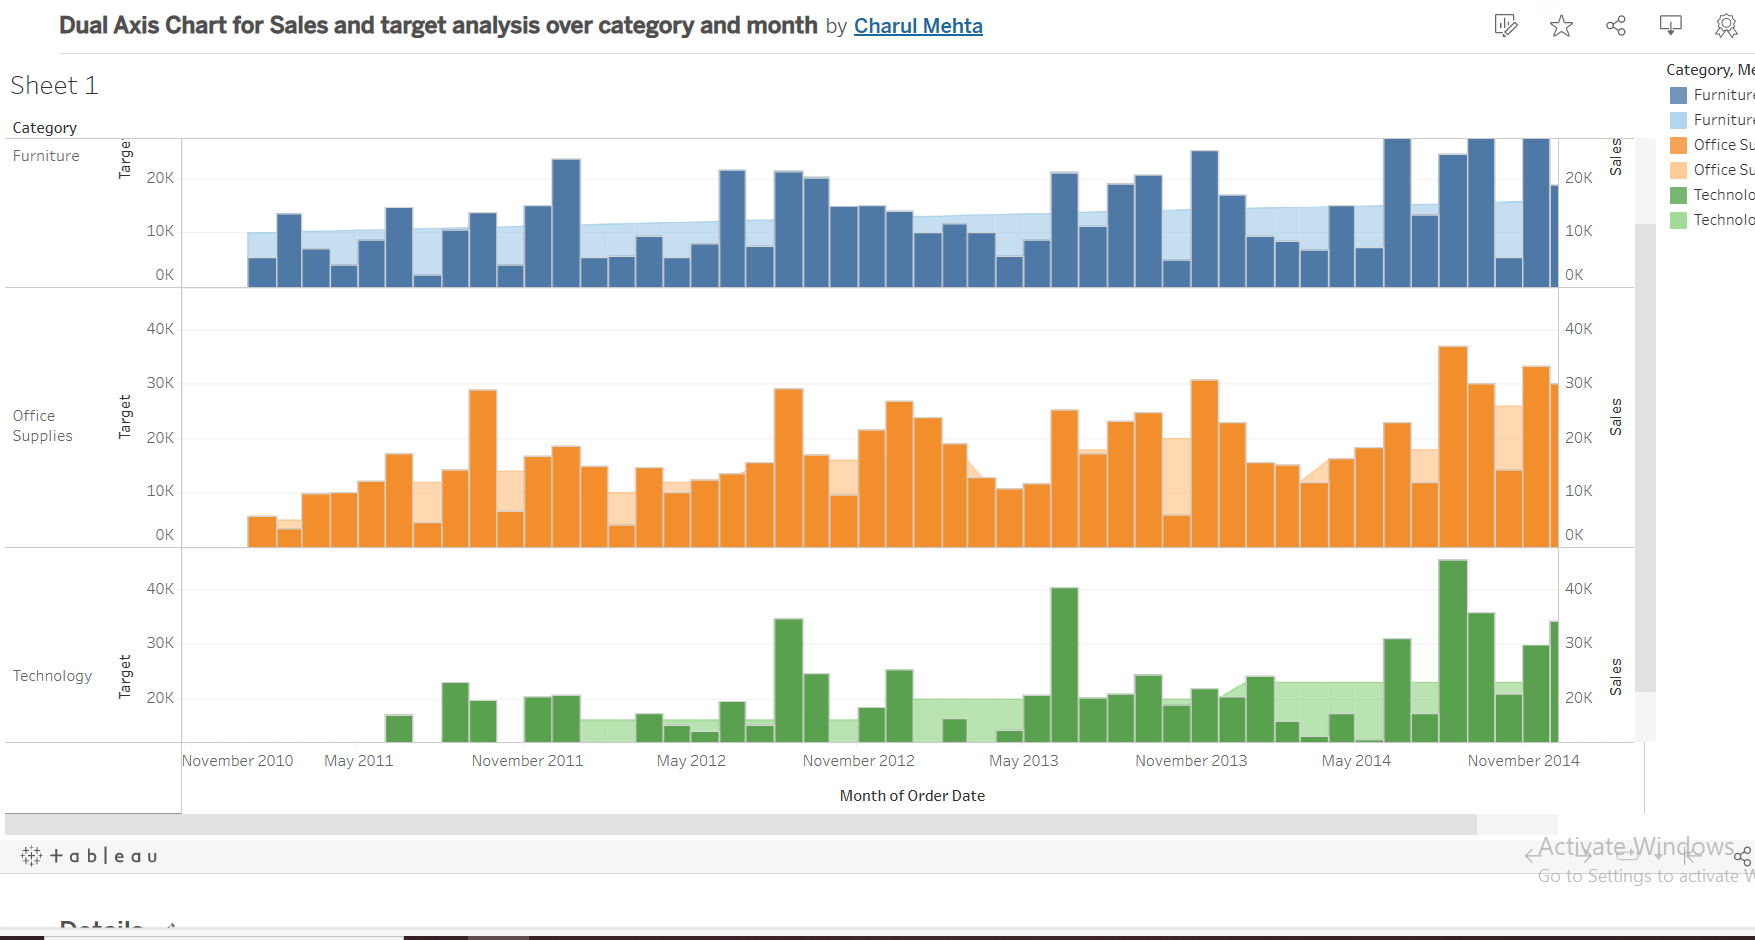 Dual Axis Chart for Sales and target analysis over category and month by Charul Mehta
Sheet 1
Category, Me
Furniture
Furniture
Office Su
Office Su
Technolo
Technolo
Category
Furniture
Target
20K
10K
0K
20K
10K
0K
Sales
Office
Supplies
Target
40K
30K
20K
10K
0K
40K
30K
20K
10K
0K
Sales
Technology
Target
40K
30K
20K
40K
30K
20K
Sales
November 2010 May 2011 November 2011 May 2012 November 2012 May 2013 November 2013 May 2014 November 2014
Month of Order Date
+ableau
Activate Windows
Go to Settings to activate W
Details